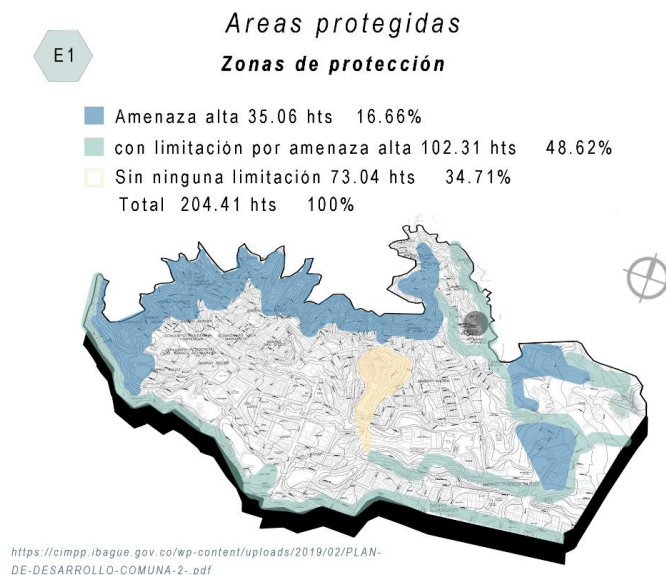 Areas protegidas
E1
Zonas de protección
Amenaza alta 35.06 hts 16.66%
con limitación por amenaza alta 102.31 hts 48.62%
Sin ninguna limitación 73.04 hts 34.71%
Total 204.41 hts 100%
https://cimpp.ibague.gov.co/wp-content/uploads/2019/02/PLAN-
DE-DESARROLLO-COMUNA-2-.pdf